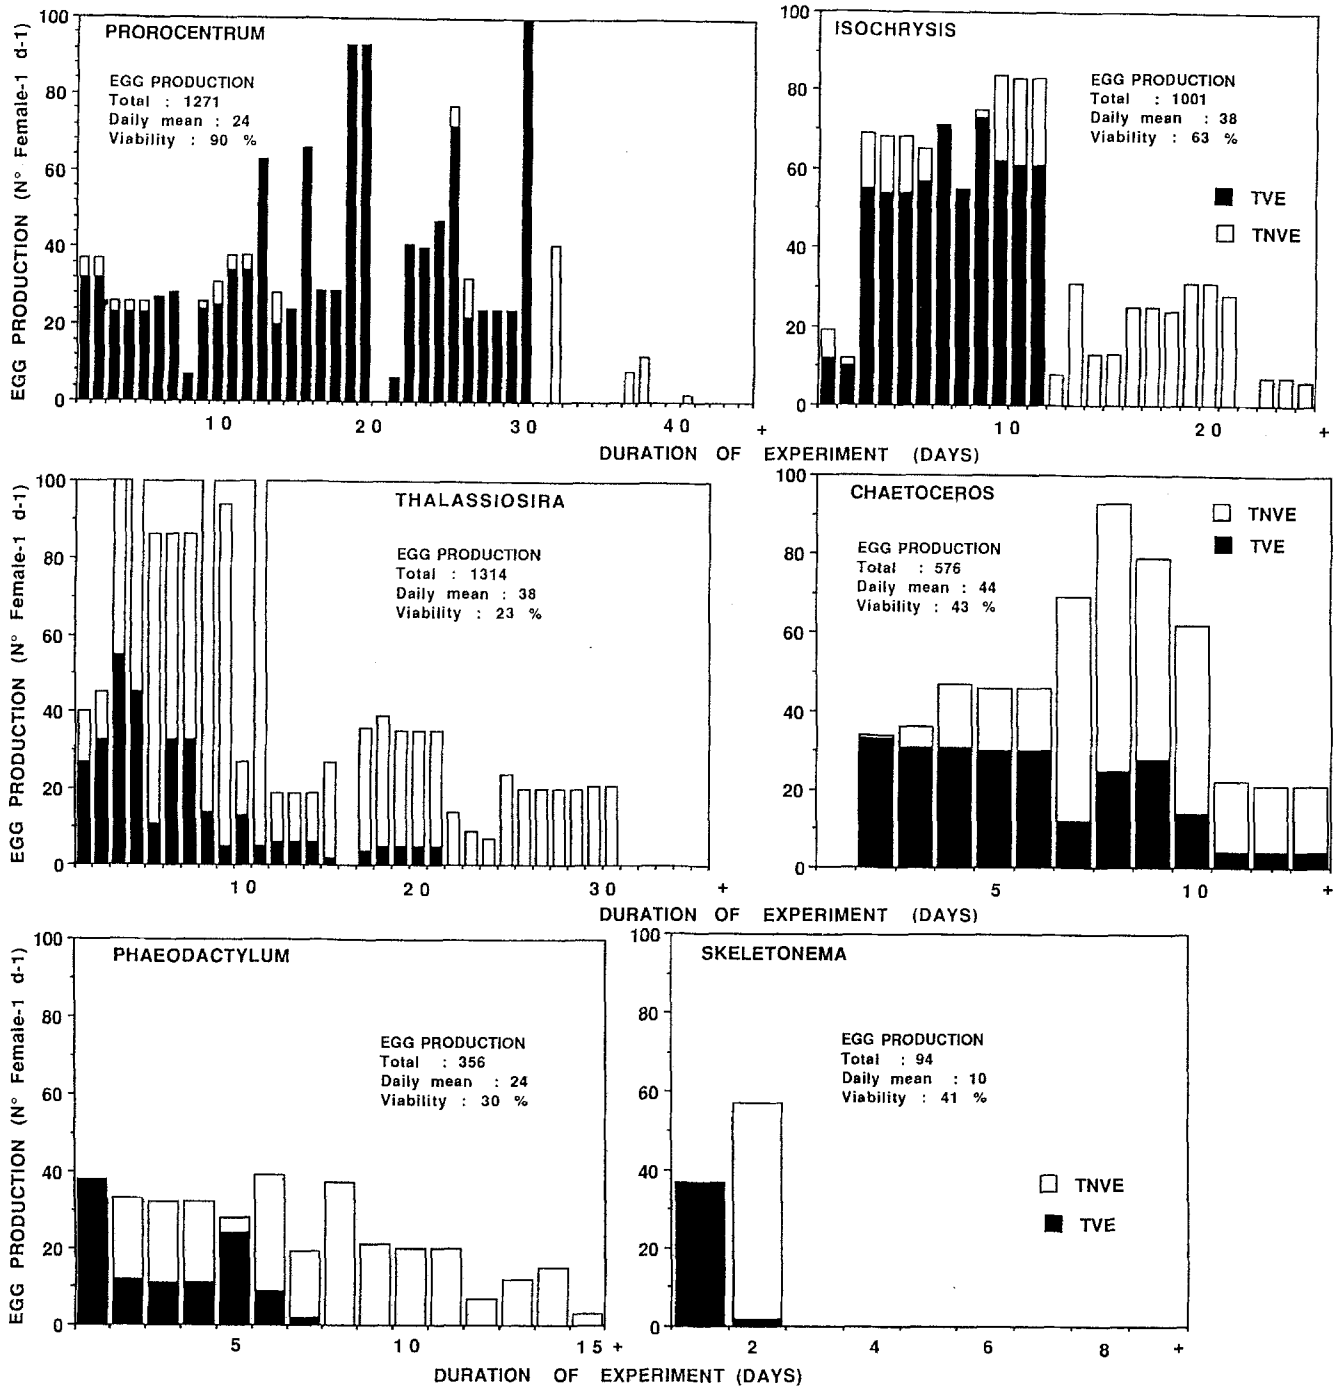 EGG PRODUCTION (N° Female-1 d-1)
100
80
60
40
20
0
PROROCENTRUM
EGG PRODUCTION
Total : 1271
Daily mean : 24
Viability : 90 %
10
20
30
40
+
100
80
60
40
20
0
ISOCHRYSIS
EGG PRODUCTION
Total : 1001
Daily mean : 38
Viability : 63 %
TVE
TNVE
10
20
+
DURATION OF EXPERIMENT (DAYS)
EGG PRODUCTION (N° Female-1 d-1)
100
80
60
40
20
0
THALASSIOSIRA
EGG PRODUCTION
Total : 1314
Daily mean : 38
Viability : 23 %
10
20
30
+
100
80
60
40
20
0
CHAETOCEROS
EGG PRODUCTION
Total : 576
Daily mean : 44
Viability : 43 %
TNVE
TVE
5
10
+
DURATION OF EXPERIMENT (DAYS)
EGG PRODUCTION (N° Female-1 d-1)
100
80
60
40
20
0
PHAEODACTYLUM
EGG PRODUCTION
Total : 356
Daily mean : 24
Viability : 30 %
5
10
15 +
100
80
60
40
20
0
SKELETONEMA
EGG PRODUCTION
Total : 94
Daily mean : 10
Viability : 41 %
TNVE
TVE
2
4
6
8
+
DURATION OF EXPERIMENT (DAYS)